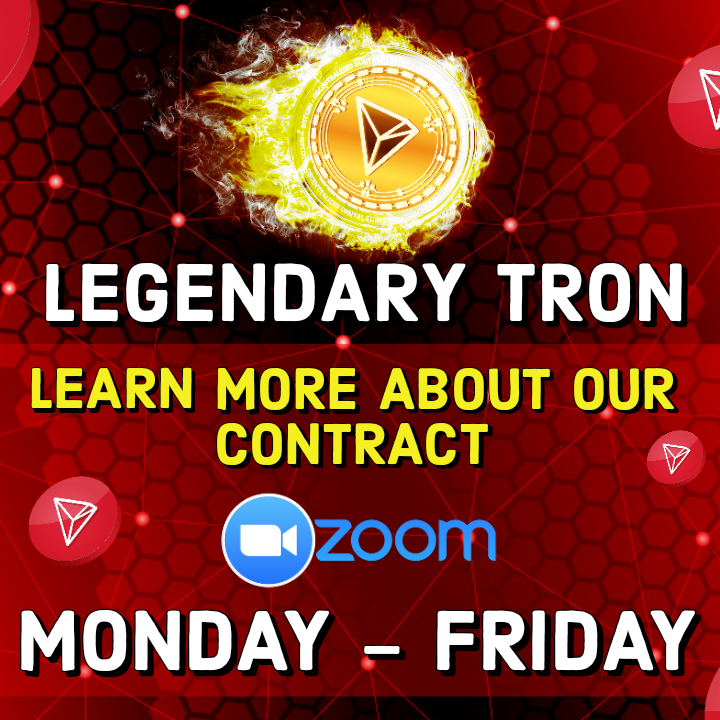 LEGENDARY TRON
LEARN MORE ABOUT OUR
CONTRACT
zoom
MONDAY – FRIDAY